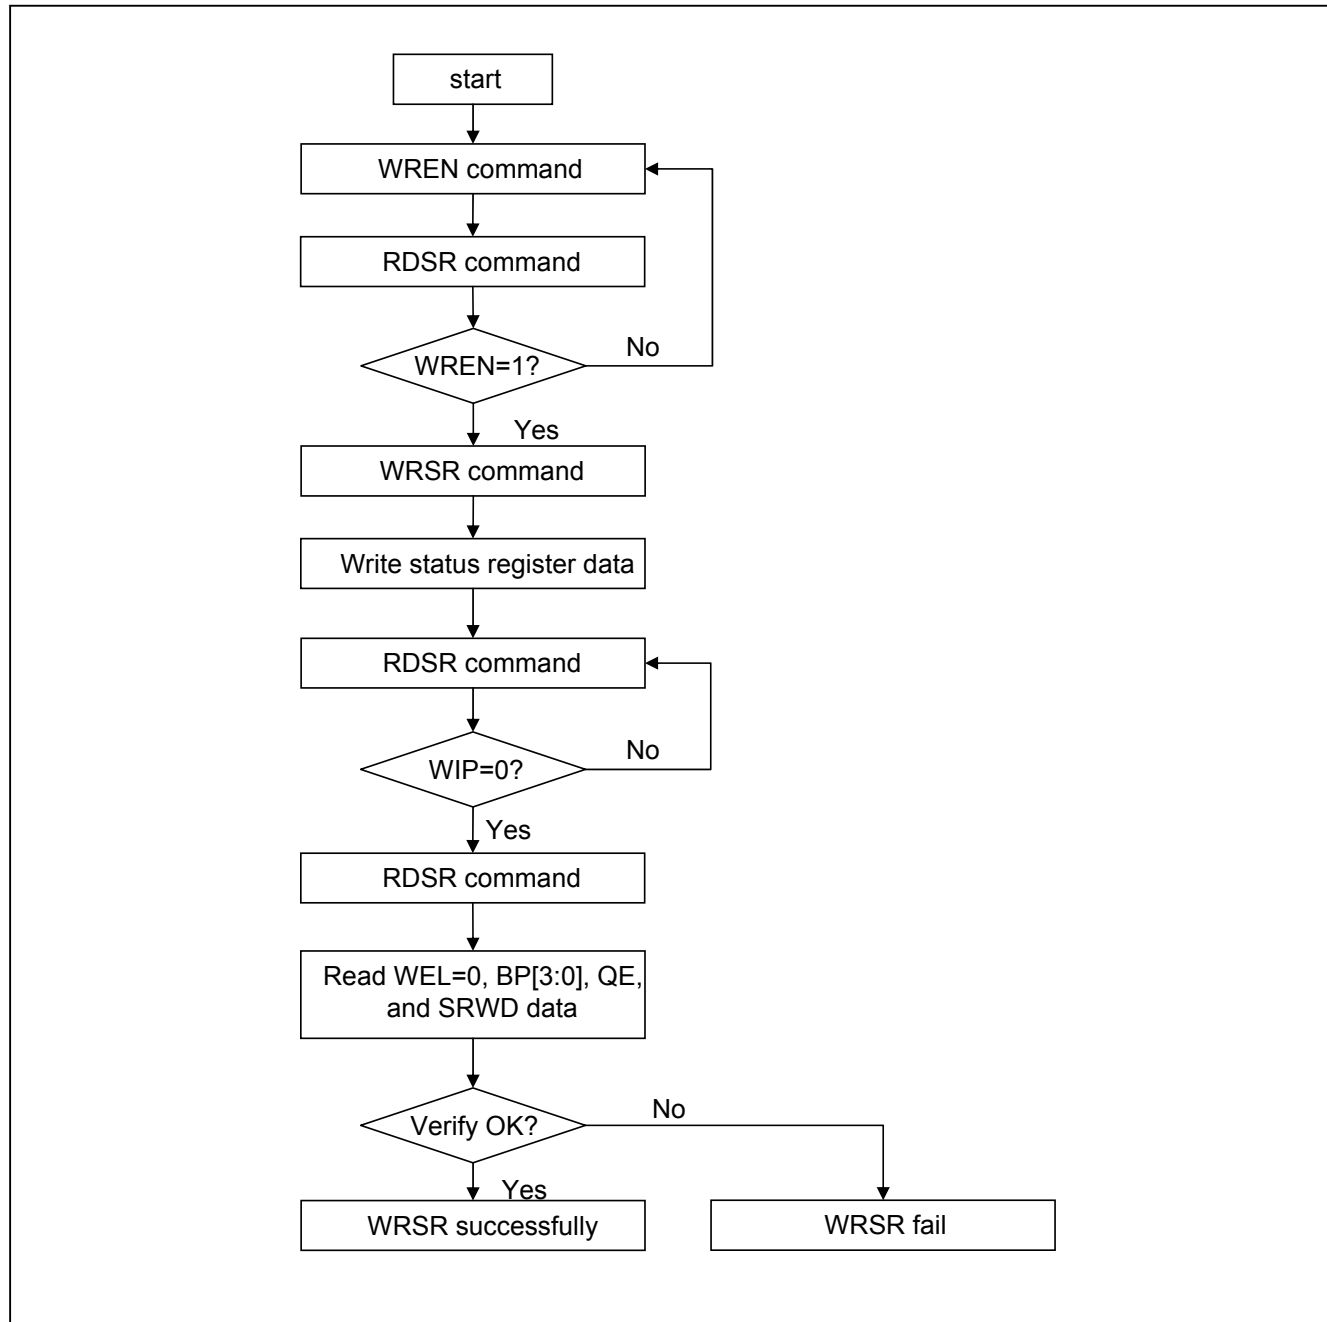 start
WREN command
RDSR command
WREN=1?
No
Yes
WRSR command
Write status register data
RDSR command
WIP=0?
No
Yes
RDSR command
Read WEL=0, BP[3:0], QE,
and SRWD data
Verify OK?
No
Yes
WRSR successfully
WRSR fail